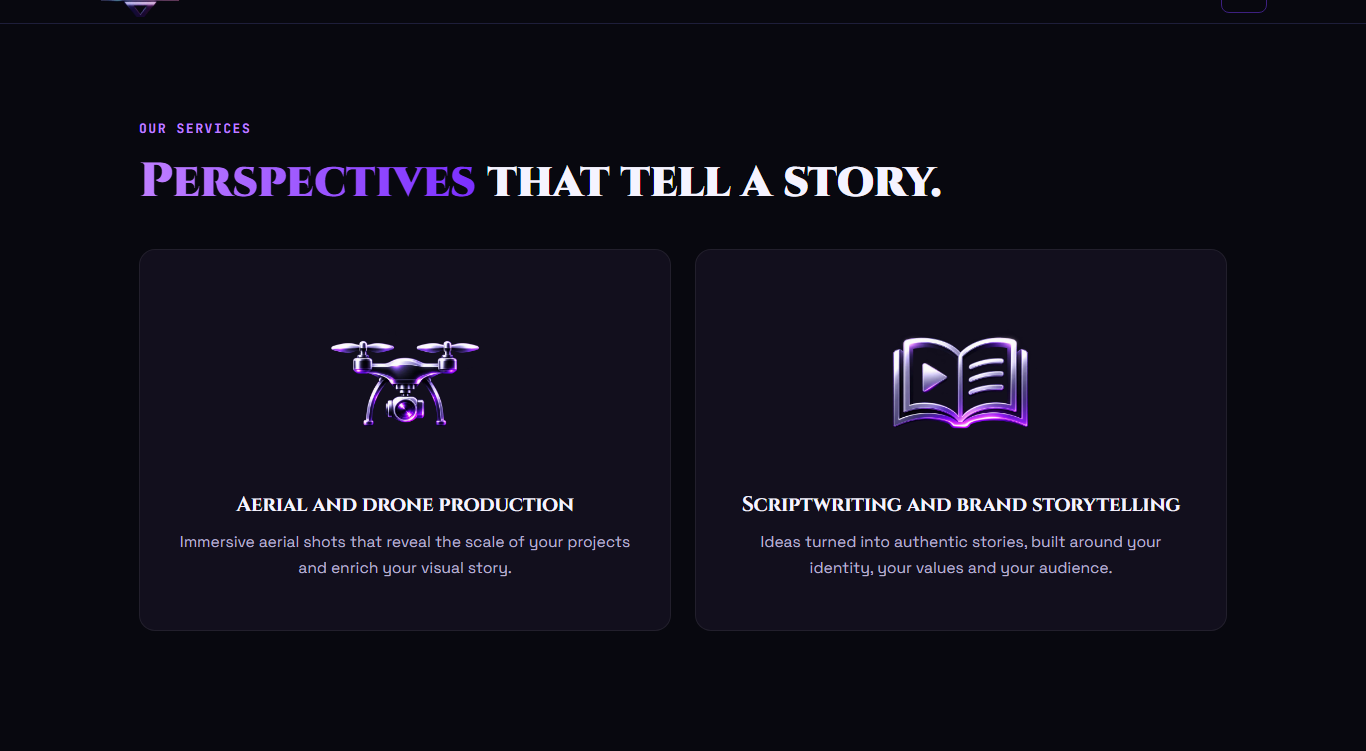 OUR SERVICES
Perspectives that tell a story.
Aerial and drone production
Immersive aerial shots that reveal the scale of your projects
and enrich your visual story.
Scriptwriting and brand storytelling
Ideas turned into authentic stories, built around your
identity, your values and your audience.